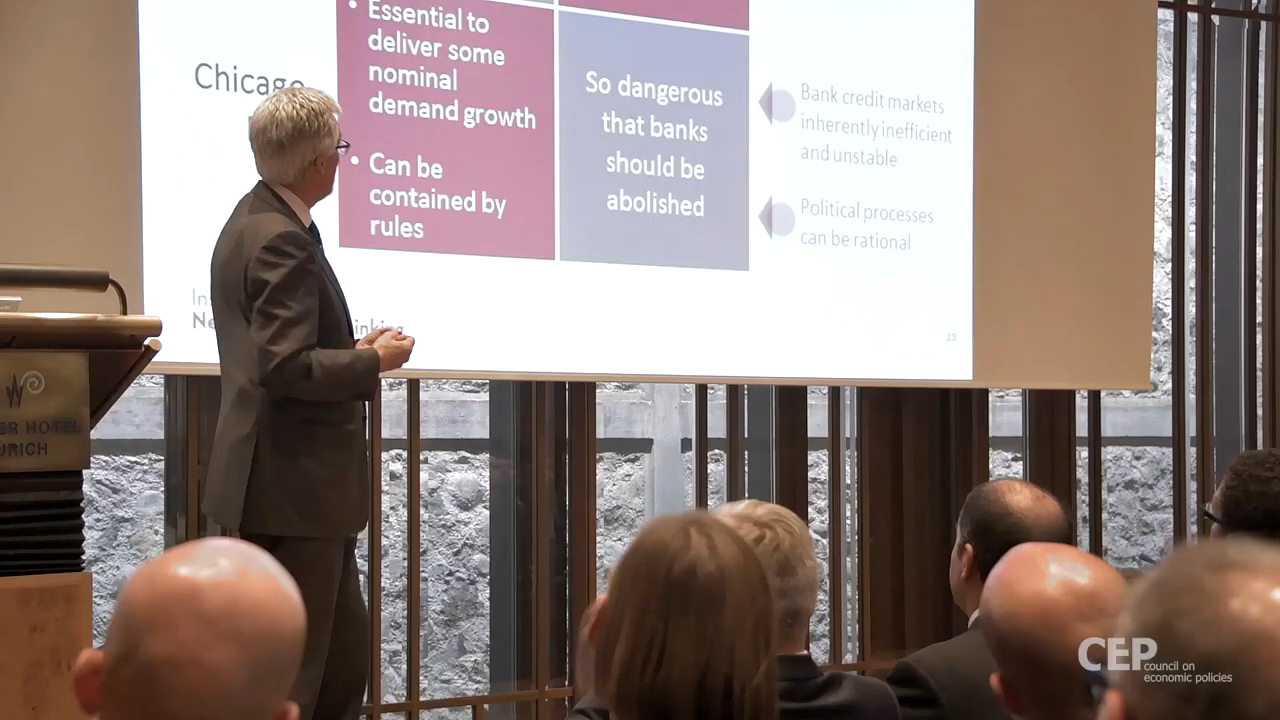 • Essential to
deliver some
nominal
demand growth
• Can be
contained by
rules
Chicago
So dangerous
that banks
should be
abolished
Bank credit markets
inherently inefficient
and unstable
Political processes
can be rational
28
CEP
council on
economic policies